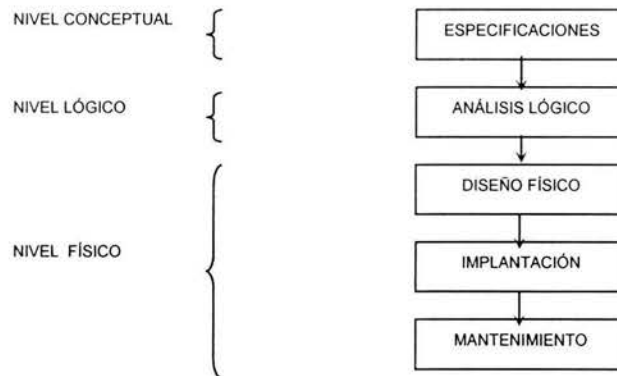 NIVEL CONCEPTUAL
ESPECIFICACIONES
NIVEL LÓGICO
ANÁLISIS LÓGICO
DISEÑO FÍSICO
NIVEL FÍSICO
IMPLANTACIÓN
MANTENIMIENTO